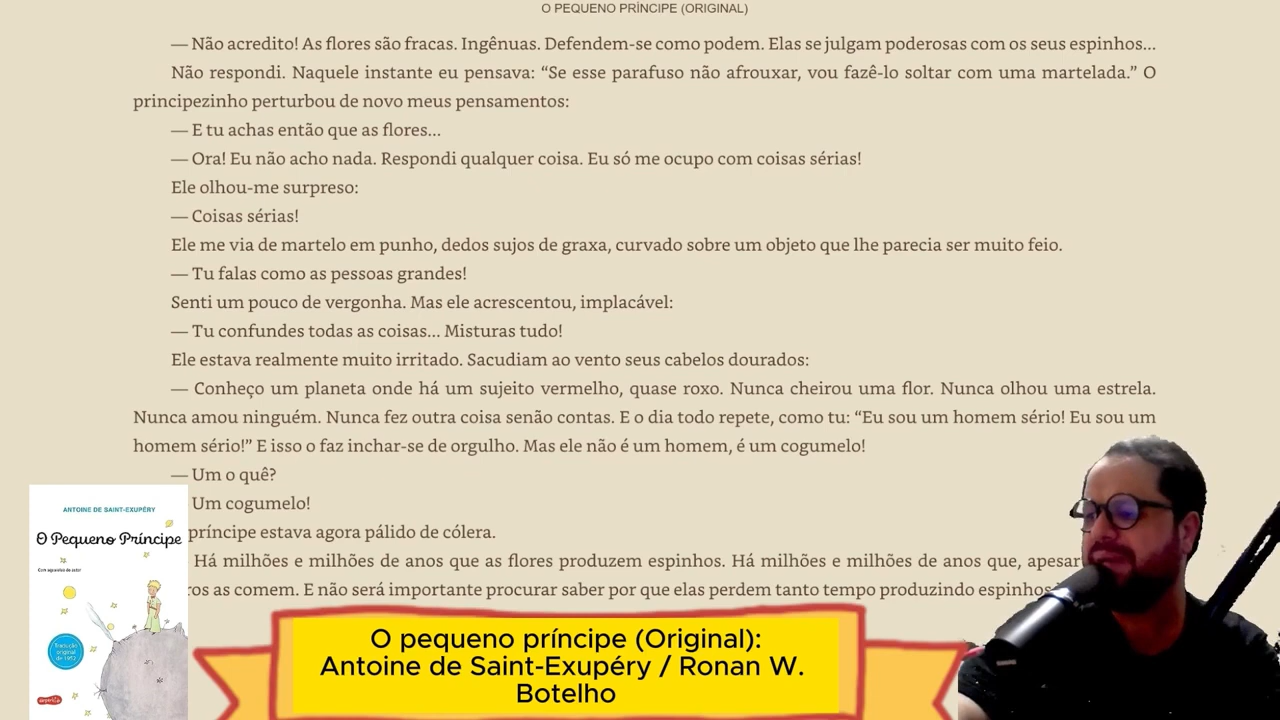 O PEQUENO PRÍNCIPE (ORIGINAL)
— Não acredito! As flores são fracas. Ingênuas. Defendem-se como podem. Elas se julgam poderosas com os seus espinhos...
Não respondi. Naquele instante eu pensava: “Se esse parafuso não afrouxar, vou fazê-lo soltar com uma martelada.” O
principezinho perturbou de novo meus pensamentos:
— E tu achas então que as flores...
— Ora! Eu não acho nada. Respondi qualquer coisa. Eu só me ocupo com coisas sérias!
Ele olhou-me surpreso:
— Coisas sérias!
Ele me via de martelo em punho, dedos sujos de graxa, curvado sobre um objeto que lhe parecia ser muito feio.
— Tu falas como as pessoas grandes!
Senti um pouco de vergonha. Mas ele acrescentou, implacável:
— Tu confundes todas as coisas... Misturas tudo!
Ele estava realmente muito irritado. Sacudiam ao vento seus cabelos dourados:
— Conheço um planeta onde há um sujeito vermelho, quase roxo. Nunca cheirou uma flor. Nunca olhou uma estrela.
Nunca amou ninguém. Nunca fez outra coisa senão contas. E o dia todo repete, como tu: “Eu sou um homem sério! Eu sou um
homem sério!” E isso o faz inchar-se de orgulho. Mas ele não é um homem, é um cogumelo!
— Um o quê?
Um cogumelo!
príncipe estava agora pálido de cólera.
Há milhões e milhões de anos que as flores produzem espinhos. Há milhões e milhões de anos que, apesar
ros as comem. E não será importante procurar saber por que elas perdem tanto tempo produzindo espinhos
ANTOINE DE SAINT-EXUPÉRY
O Pequeno Príncipe
Com aquarelas do autor
Tradução
original
de 1952
O pequeno príncipe (Original):
Antoine de Saint-Exupéry / Ronan W.
Botelho